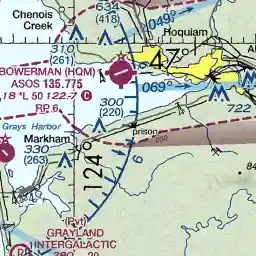 Chenois
Creek
634
(418)
049°
Hoquiam
310
(261)
47°
BOWERMAN (HQM)
ASOS 135.775
18 *L 50 122.7 C
RP 6
069°
300
(220)
722
Grays Harbor
prison
Markham
330
(263)
124°
6
(Pvt)
GRAYLAND
INTERGALACTIC